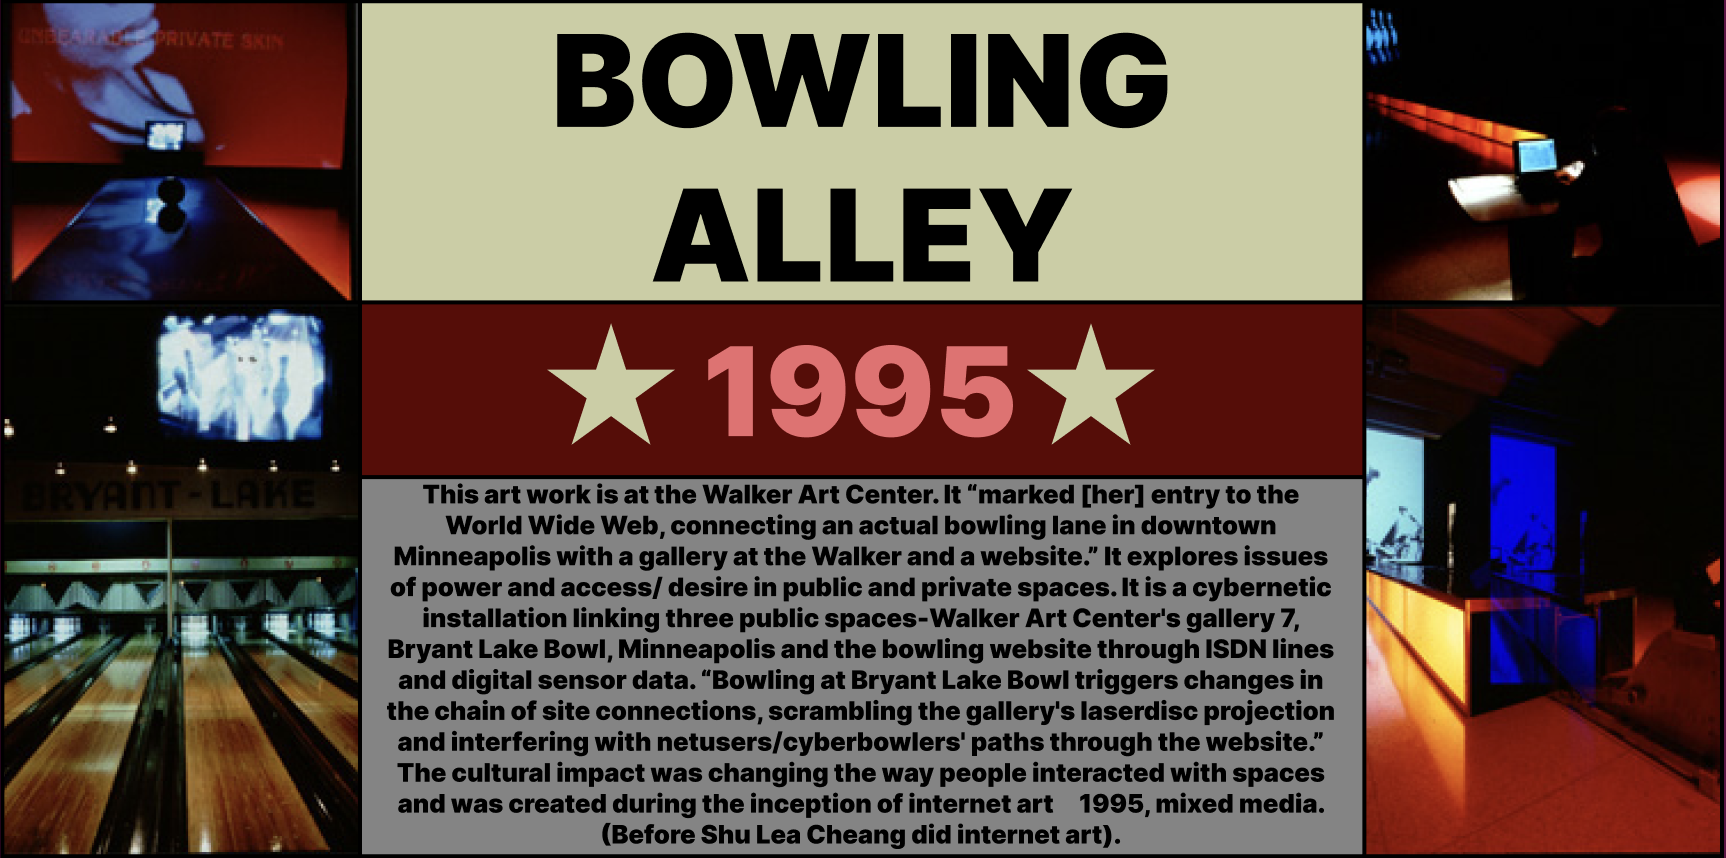 UNBEARABLE PRIVATE SKIN
BOWLING
ALLEY
★ 1995 ★
BRYANT-LAKE
This art work is at the Walker Art Center. It “marked [her] entry to the
World Wide Web, connecting an actual bowling lane in downtown
Minneapolis with a gallery at the Walker and a website.” It explores issues
of power and access/ desire in public and private spaces. It is a cybernetic
installation linking three public spaces-Walker Art Center's gallery 7,
Bryant Lake Bowl, Minneapolis and the bowling website through ISDN lines
and digital sensor data. “Bowling at Bryant Lake Bowl triggers changes in
the chain of site connections, scrambling the gallery's laserdisc projection
and interfering with netusers/cyberbowlers' paths through the website.”
The cultural impact was changing the way people interacted with spaces
and was created during the inception of internet art    1995, mixed media.
(Before Shu Lea Cheang did internet art).